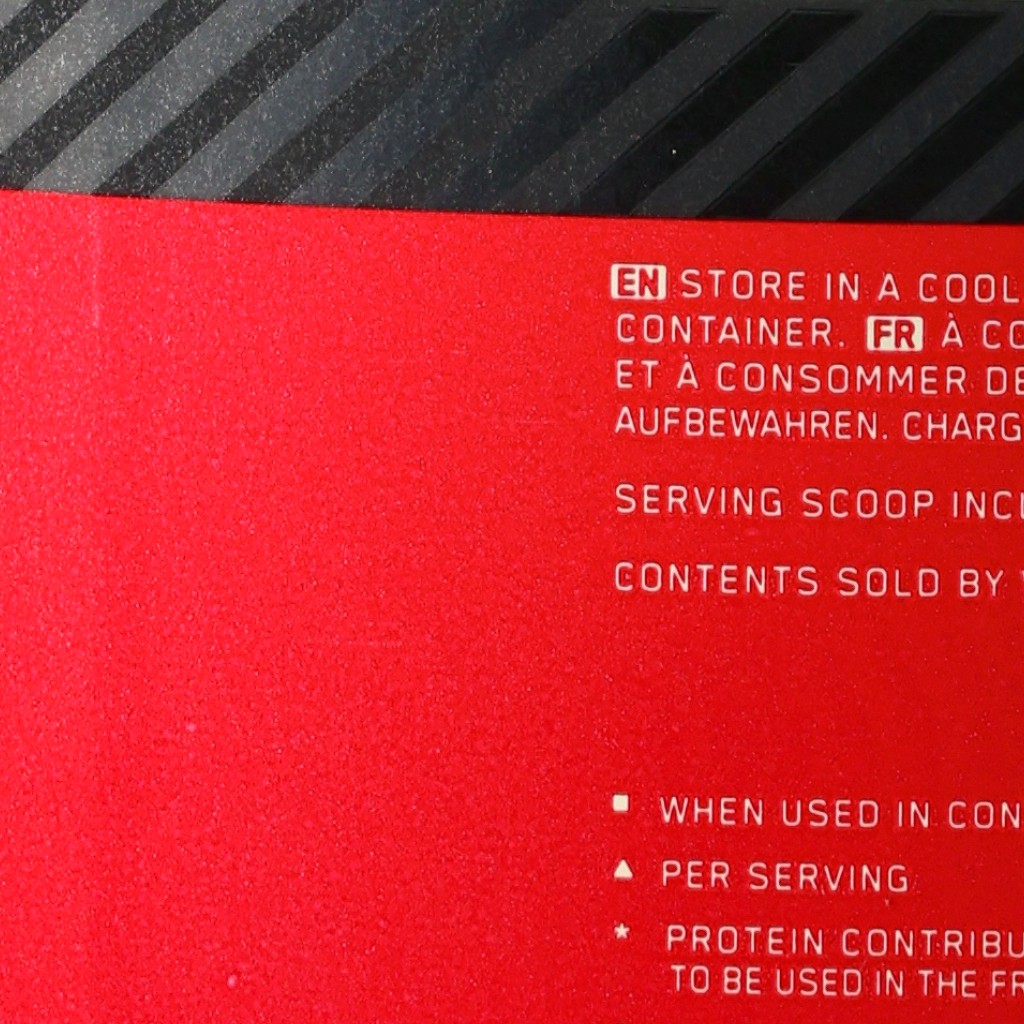 EN STORE IN A COOL
CONTAINER. FR À CO
ET À CONSOMMER DE
AUFBEWAHREN. CHARG
SERVING SCOOP INCL
CONTENTS SOLD BY
■ WHEN USED IN CON
▲ PER SERVING
* PROTEIN CONTRIBU
TO BE USED IN THE FR